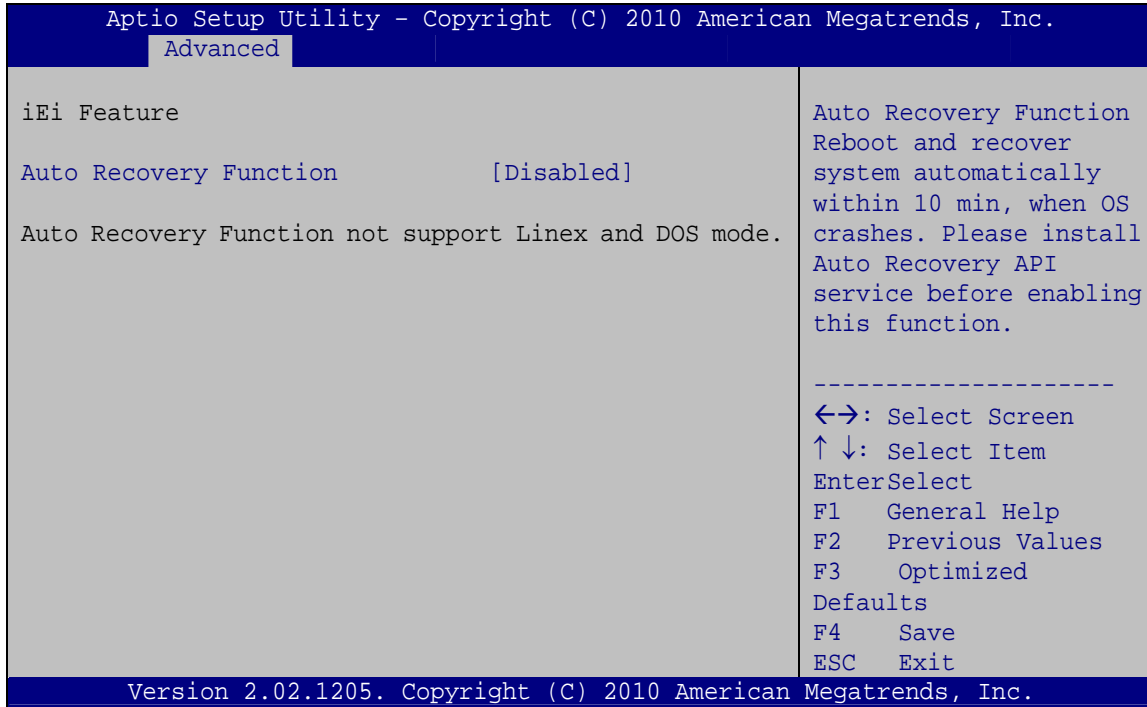 Aptio Setup Utility – Copyright (C) 2010 American Megatrends, Inc.
Advanced
iEi Feature
Auto Recovery Function [Disabled]
Auto Recovery Function not support Linex and DOS mode.
Auto Recovery Function
Reboot and recover
system automatically
within 10 min, when OS
crashes. Please install
Auto Recovery API
service before enabling
this function.
---------------------
←→: Select Screen
↑ ↓: Select Item
EnterSelect
F1 General Help
F2 Previous Values
F3 Optimized
Defaults
F4 Save
ESC Exit
Version 2.02.1205. Copyright (C) 2010 American Megatrends, Inc.